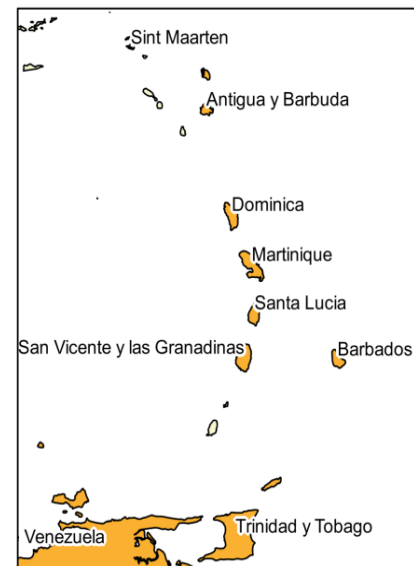 Sint Maarten
Antigua y Barbuda
Dominica
Martinique
Santa Lucia
San Vicente y las Granadinas
Barbados
Trinidad y Tobago
Venezuela